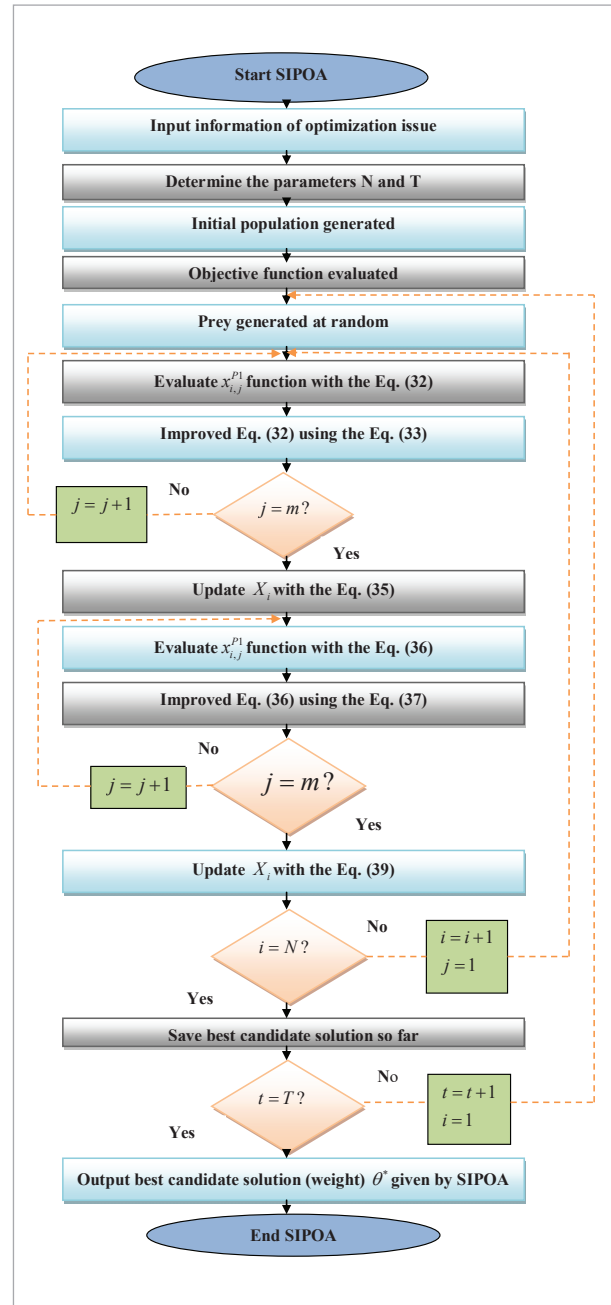 Start SIPOA
Input information of optimization issue
Determine the parameters N and T
Initial population generated
Objective function evaluated
Prey generated at random
Evaluate $x_{i,j}^{P1}$ function with the Eq. (32)
Improved Eq. (32) using the Eq. (33)
No
j = j + 1
j = m ?
Yes
Update $X_i$ with the Eq. (35)
Evaluate $x_{i,j}^{P1}$ function with the Eq. (36)
Improved Eq. (36) using the Eq. (37)
No
j = j + 1
j = m ?
Yes
Update $X_i$ with the Eq. (39)
No
i = N ?
i = i + 1
j = 1
Yes
Save best candidate solution so far
No
t = T ?
t = t + 1
i = 1
Yes
Output best candidate solution (weight) $\theta^*$ given by SIPOA
End SIPOA